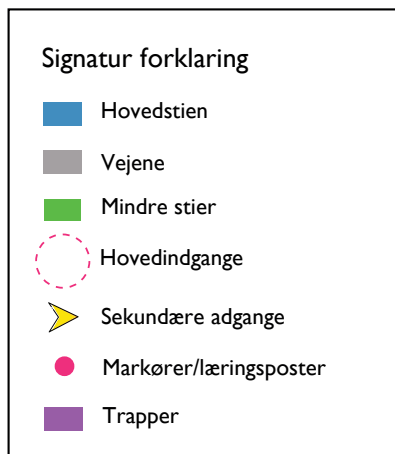 Signatur forklaring
Hovedstien
Vejene
Mindre stier
Hovedindgange
Sekundære adgange
Markører/læringsposter
Trapper